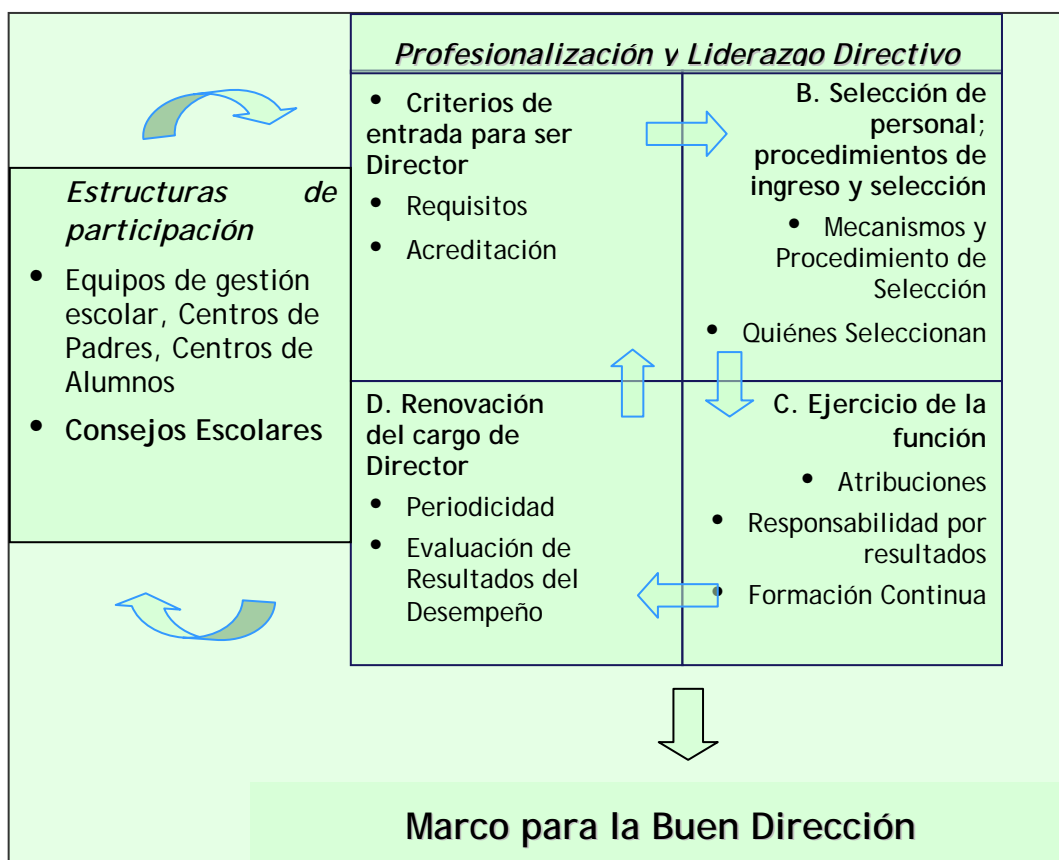 Profesionalización y Liderazgo Directivo
Estructuras de
participación
• Equipos de gestión
escolar, Centros de
Padres, Centros de
Alumnos
• Consejos Escolares
• Criterios de
entrada para ser
Director
• Requisitos
• Acreditación
B. Selección de
personal;
procedimientos de
ingreso y selección
• Mecanismos y
Procedimiento de
Selección
• Quiénes Seleccionan
D. Renovación
del cargo de
Director
• Periodicidad
• Evaluación de
Resultados del
Desempeño
C. Ejercicio de la
función
• Atribuciones
• Responsabilidad por
resultados
• Formación Continua
Marco para la Buen Dirección